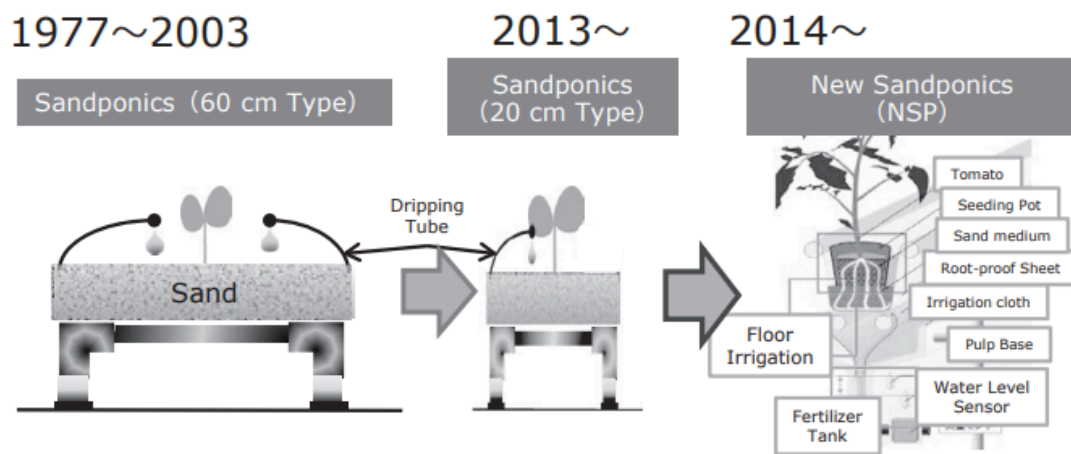 1977～2003
2013～
2014～
Sandponics（60 cm Type）
Sandponics
（20 cm Type）
New Sandponics
（NSP）
Dripping
Tube
Sand
Tomato
Seeding Pot
Sand medium
Root-proof Sheet
Irrigation cloth
Pulp Base
Floor
Irrigation
Water Level
Sensor
Fertilizer
Tank